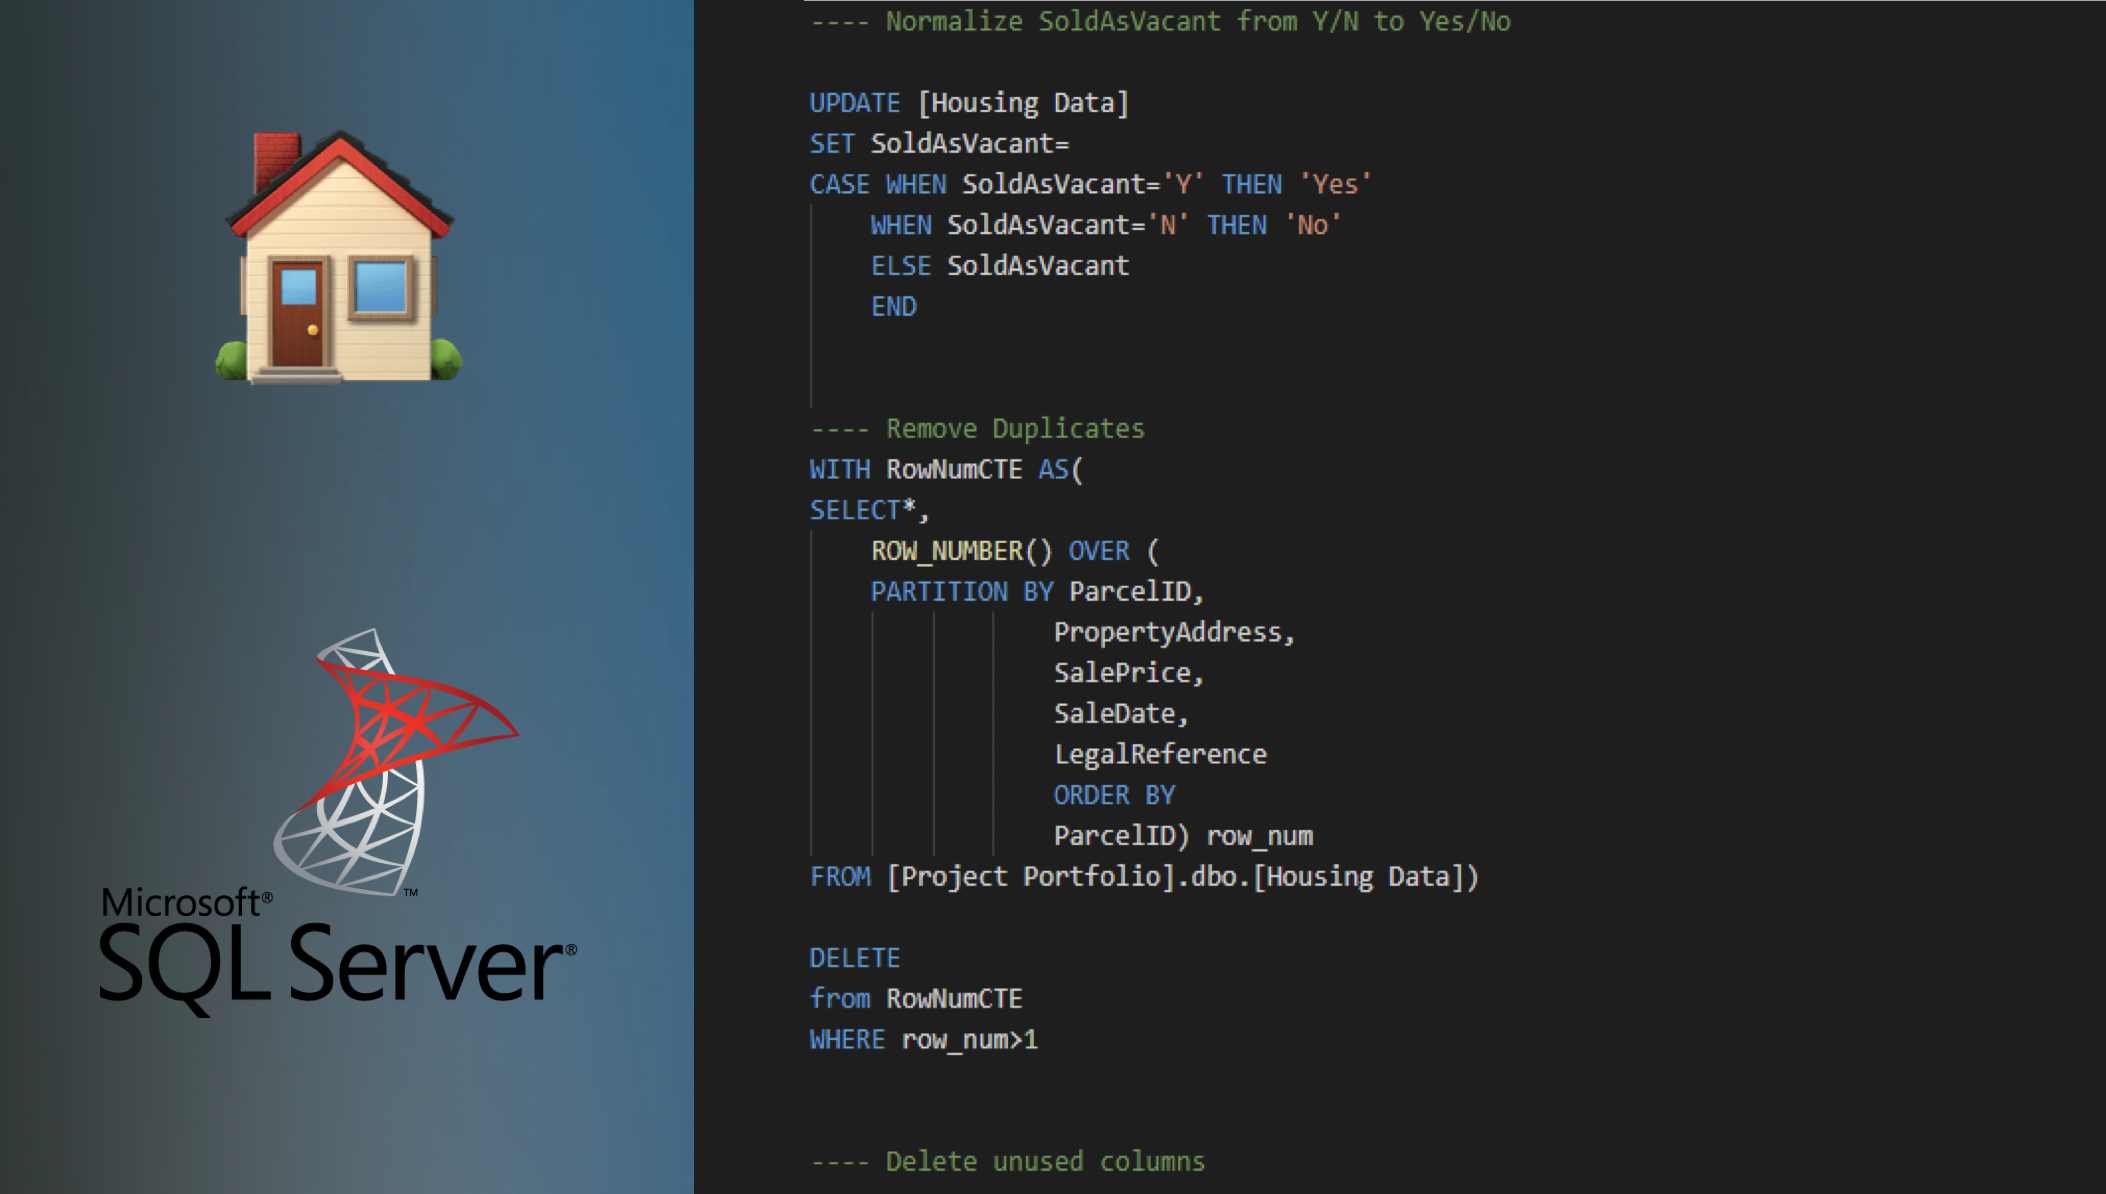 Microsoft®
SQL Server®
™
---- Normalize SoldAsVacant from Y/N to Yes/No
UPDATE [Housing Data]
SET SoldAsVacant=
CASE WHEN SoldAsVacant='Y' THEN 'Yes'
WHEN SoldAsVacant='N' THEN 'No'
ELSE SoldAsVacant
END
---- Remove Duplicates
WITH RowNumCTE AS(
SELECT*,
ROW_NUMBER() OVER (
PARTITION BY ParcelID,
PropertyAddress,
SalePrice,
SaleDate,
LegalReference
ORDER BY
ParcelID) row_num
FROM [Project Portfolio].dbo.[Housing Data])
DELETE
from RowNumCTE
WHERE row_num>1
---- Delete unused columns